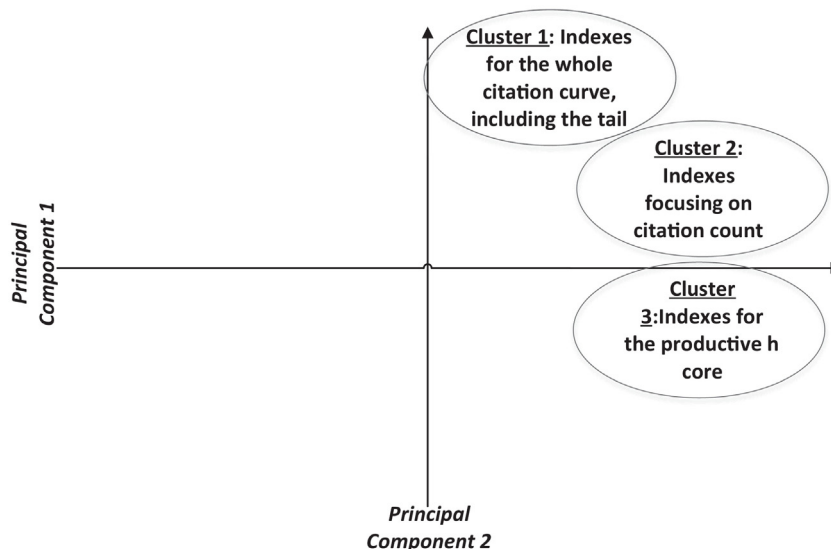 Cluster 1: Indexes
for the whole
citation curve,
including the tail
Cluster 2:
Indexes
focusing on
citation count
Principal
Component 1
Cluster
3:Indexes for
the productive h
core
Principal
Component 2